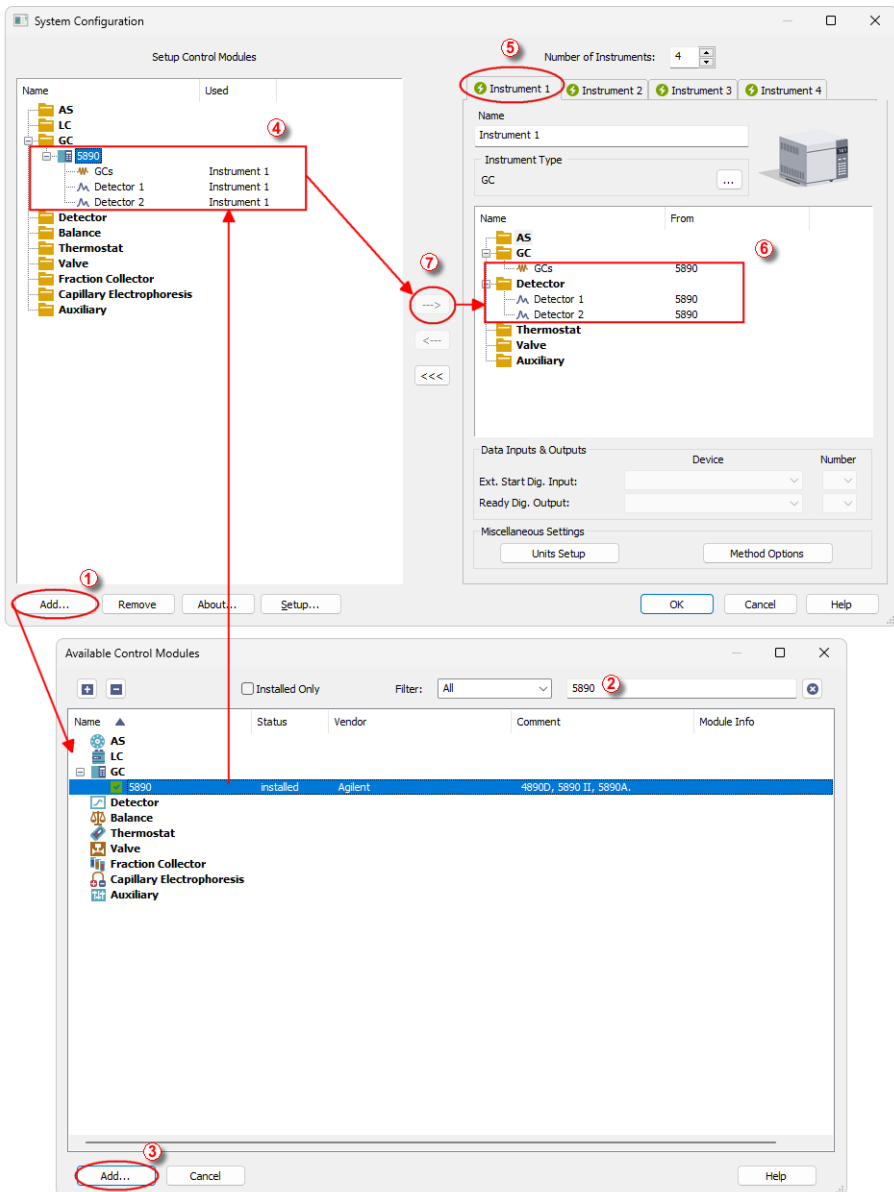 System Configuration
Setup Control Modules
Name Used
AS
LC
GC
5890
GCs Instrument 1
Detector 1 Instrument 1
Detector 2 Instrument 1
Detector
Balance
Thermostat
Valve
Fraction Collector
Capillary Electrophoresis
Auxiliary
④
⑦
--->
<---
<<<
①
Add... Remove About... Setup...
⑤
Number of Instruments: 4
Instrument 1 Instrument 2 Instrument 3 Instrument 4
Name
Instrument 1
Instrument Type
GC ...
Name From
AS
GC
GCs 5890
Detector
Detector 1 5890
Detector 2 5890
Thermostat
Valve
Auxiliary
⑥
Data Inputs & Outputs
Device Number
Ext. Start Dig. Input:
Ready Dig. Output:
Miscellaneous Settings
Units Setup Method Options
OK Cancel Help
Available Control Modules
Installed Only Filter: All 5890 ②
Name Status Vendor Comment Module Info
AS
LC
GC
5890 installed Agilent 4890D, 5890 II, 5890A.
Detector
Balance
Thermostat
Valve
Fraction Collector
Capillary Electrophoresis
Auxiliary
③
Add... Cancel Help